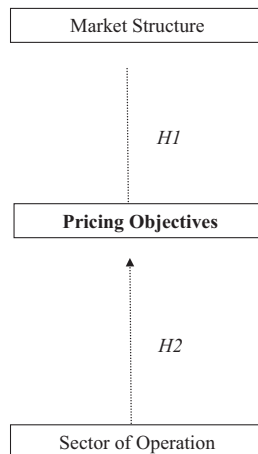 Market Structure
H1
Pricing Objectives
H2
Sector of Operation